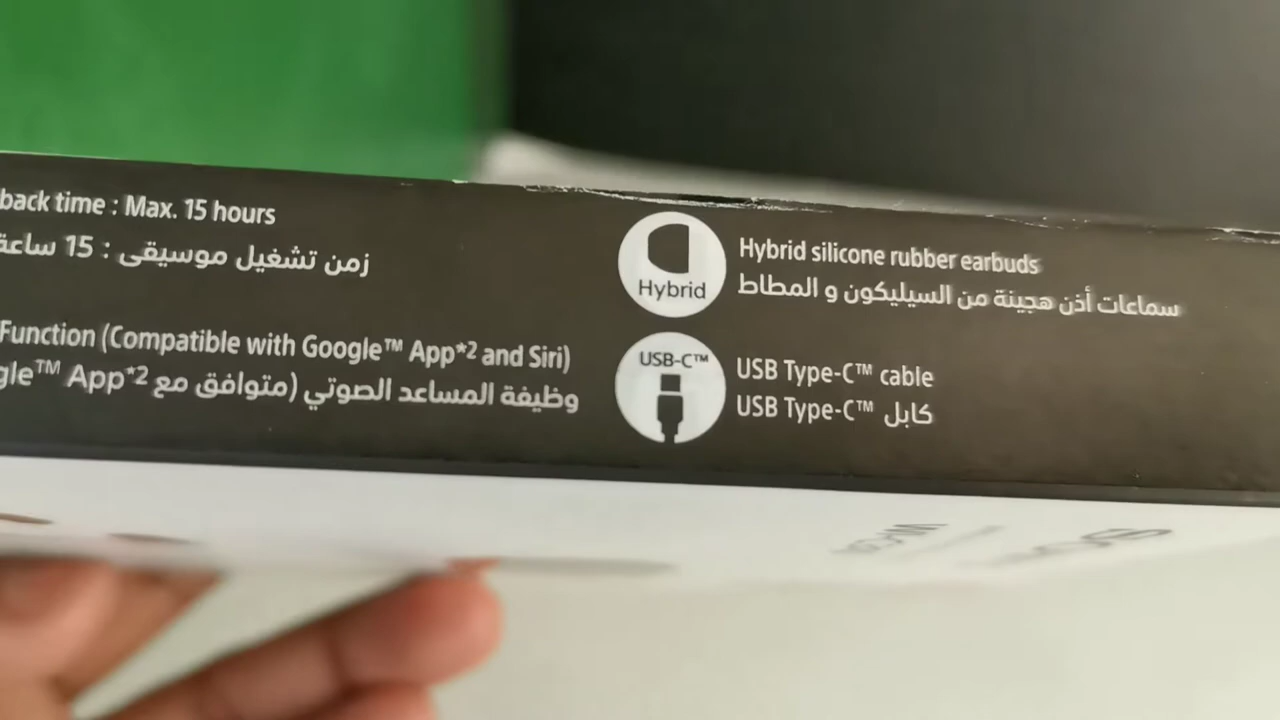 back time : Max. 15 hours
زمن تشغيل موسيقى : 15 ساعة
Function (Compatible with Google™ App*2 and Siri)
وظيفة المساعد الصوتي (متوافق مع gle™ App*2
Hybrid
Hybrid silicone rubber earbuds
سماعات أذن هجينة من السيليكون و المطاط
USB-C™
USB Type-C™ cable
كابل USB Type-C™